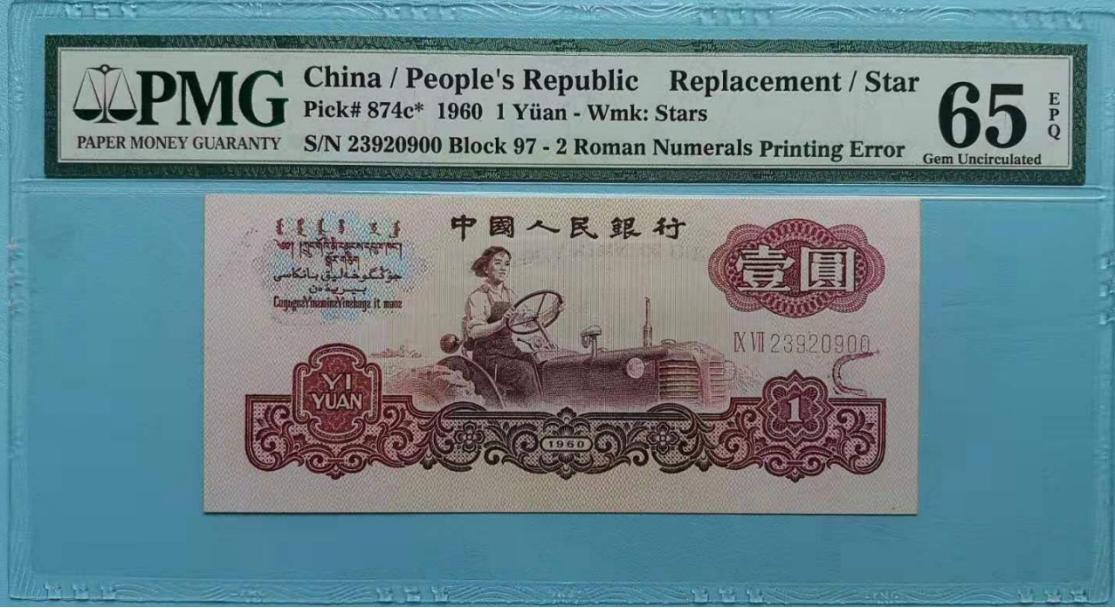 PMG
PAPER MONEY GUARANTY
China / People's Republic Replacement / Star
Pick# 874c* 1960 1 Yüan - Wmk: Stars
S/N 23920900 Block 97 - 2 Roman Numerals Printing Error
65
EPQ
Gem Uncirculated
中國人民銀行
壹圓
IX VII 23920900
YI
YUAN
1960
1